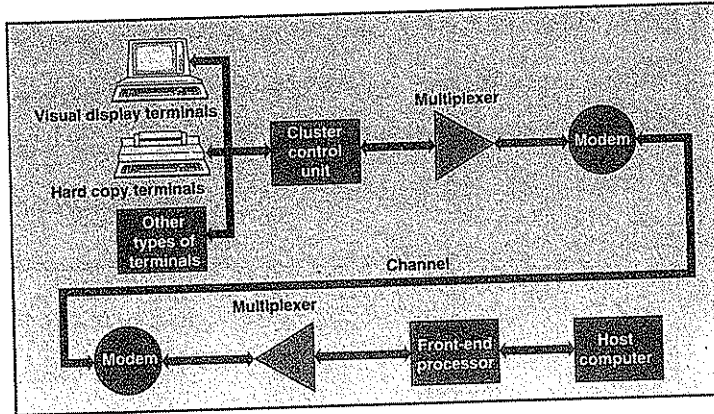 Visual display terminals
Hard copy terminals
Other
types of
terminals
Cluster
control
unit
Multiplexer
Modem
Channel
Modem
Multiplexer
Front-end
processor
Host
computer